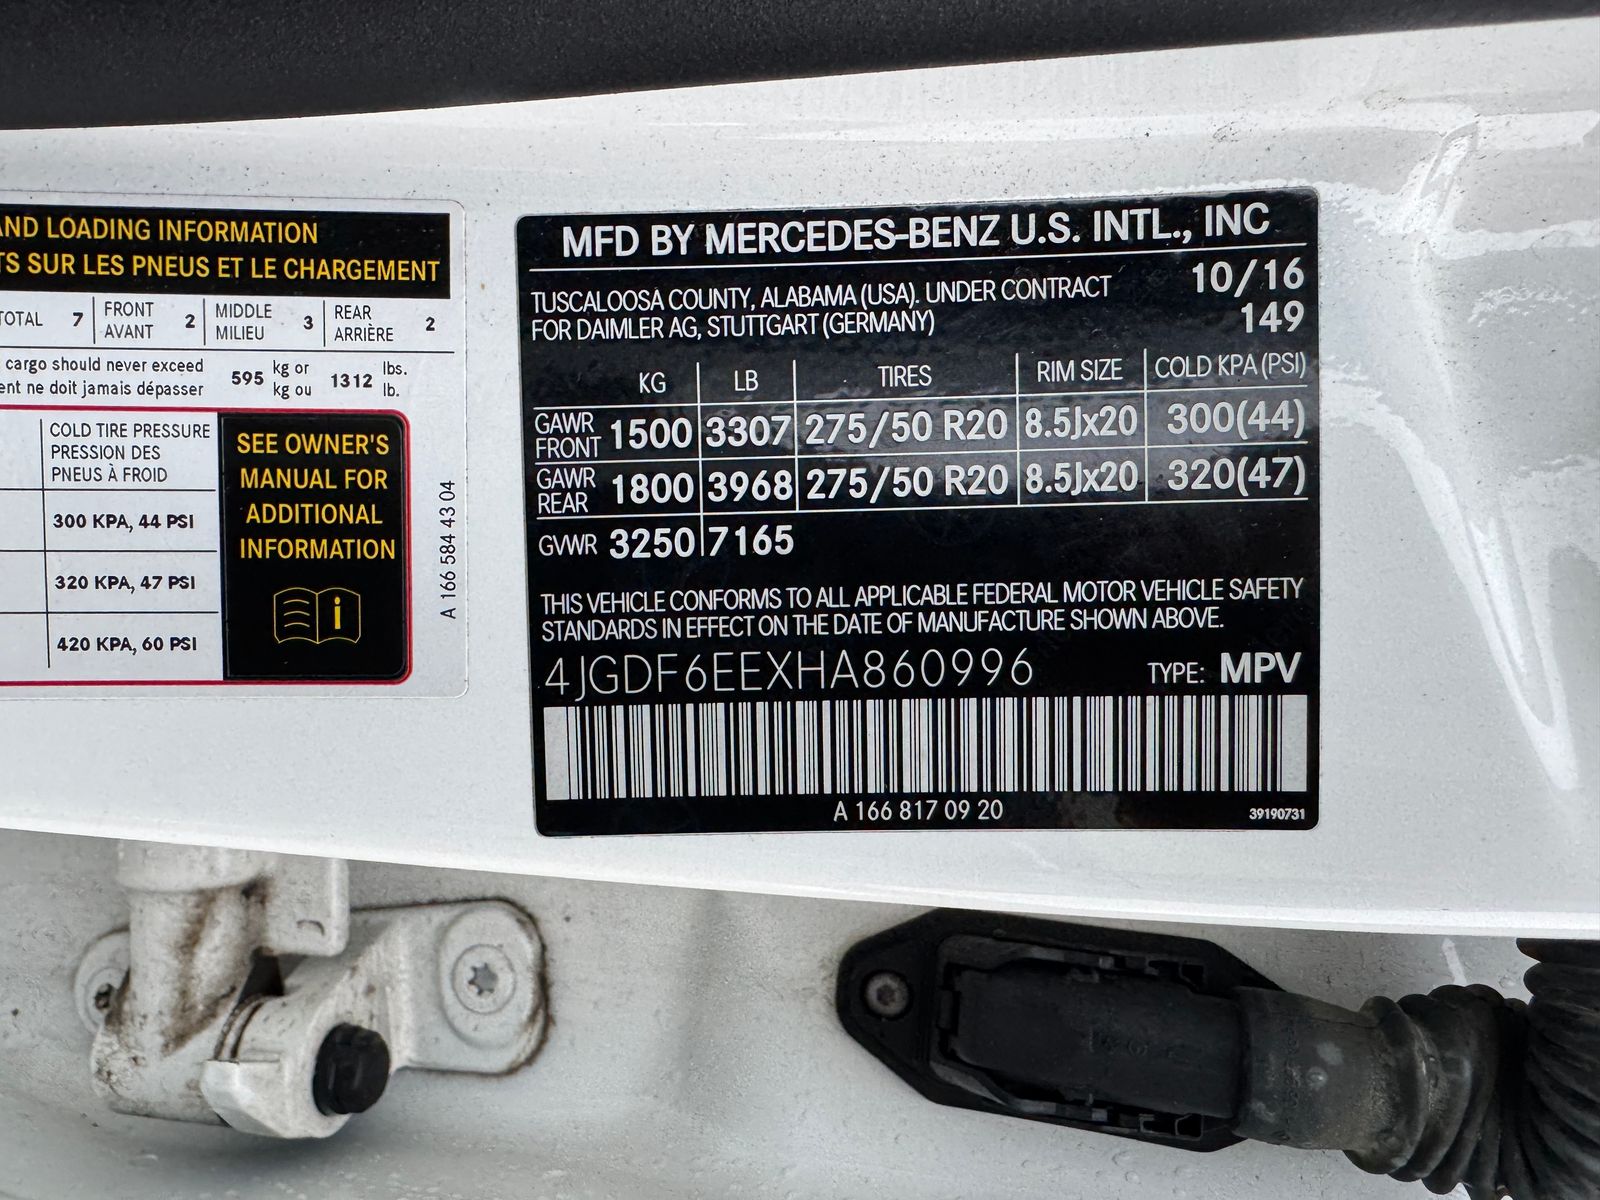 AND LOADING INFORMATION
SUR LES PNEUS ET LE CHARGEMENT
TOTAL 7 FRONT AVANT 2 MIDDLE MILIEU 3 REAR ARRIÈRE 2
cargo should never exceed 595 kg or 1312 lbs.
ne doit jamais dépasser kg ou lb.
COLD TIRE PRESSURE
PRESSION DES
PNEUS À FROID
300 KPA, 44 PSI
320 KPA, 47 PSI
420 KPA, 60 PSI
SEE OWNER'S
MANUAL FOR
ADDITIONAL
INFORMATION
i
A 166 584 43 04
MFD BY MERCEDES-BENZ U.S. INTL., INC
TUSCALOOSA COUNTY, ALABAMA (USA). UNDER CONTRACT 10/16
FOR DAIMLER AG, STUTTGART (GERMANY) 149
KG LB TIRES RIM SIZE COLD KPA (PSI)
GAWR FRONT 1500 3307 275/50 R20 8.5Jx20 300(44)
GAWR REAR 1800 3968 275/50 R20 8.5Jx20 320(47)
GVWR 3250 7165
THIS VEHICLE CONFORMS TO ALL APPLICABLE FEDERAL MOTOR VEHICLE SAFETY
STANDARDS IN EFFECT ON THE DATE OF MANUFACTURE SHOWN ABOVE.
4JGDF6EEXHA860996 TYPE: MPV
A 166 817 09 20
39190731